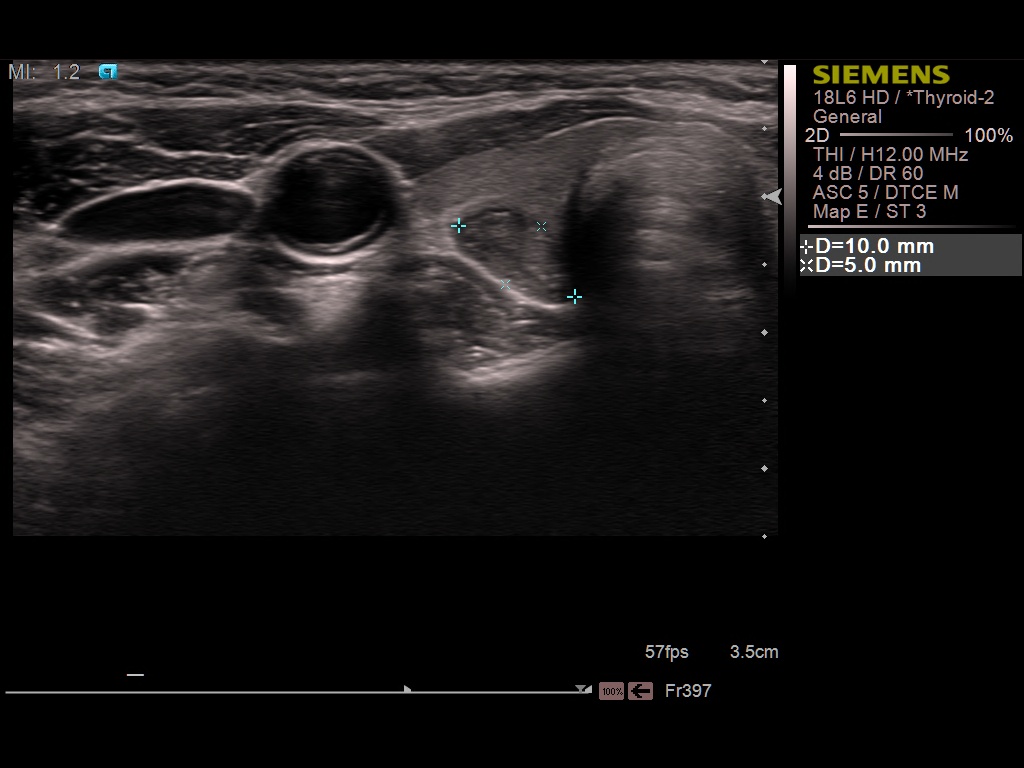 MI: 1.2
SIEMENS
18L6 HD / *Thyroid-2
General
2D 100%
THI / H12.00 MHz
4 dB / DR 60
ASC 5 / DTCE M
Map E / ST 3
D=10.0 mm
D=5.0 mm
57fps 3.5cm
100% Fr397